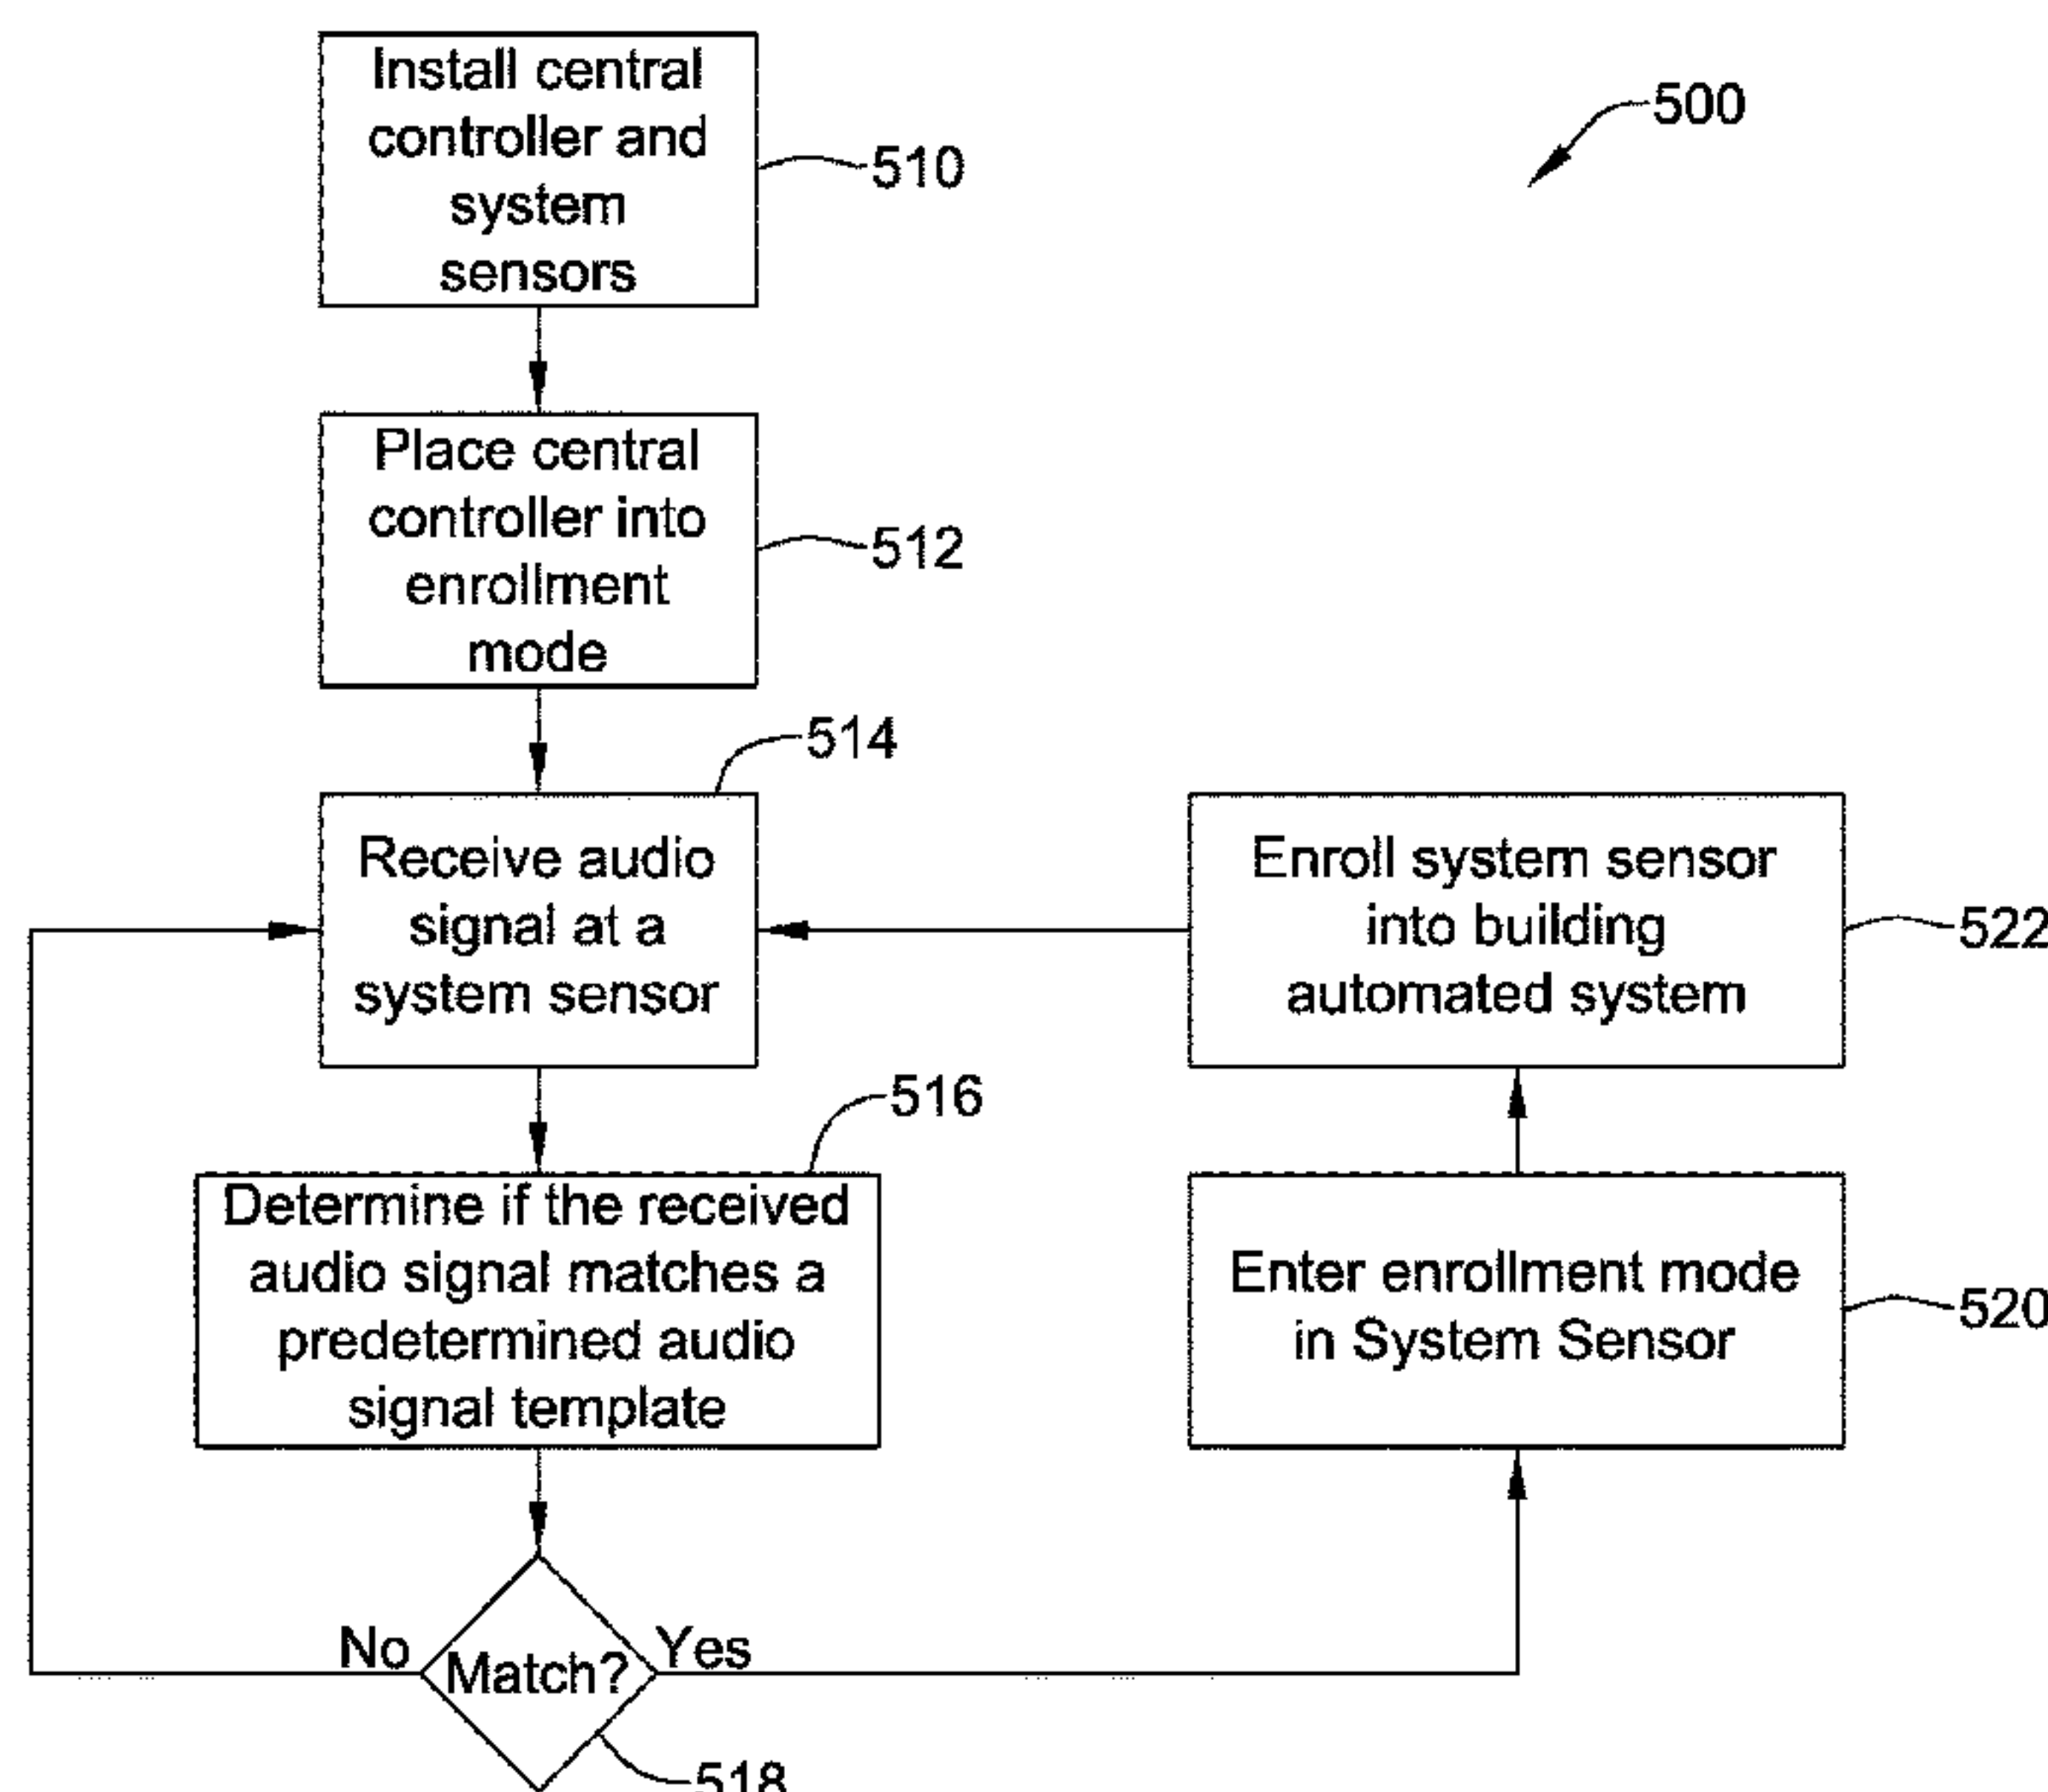 Install central
controller and
system
sensors
510
500
Place central
controller into
enrollment
mode
512
514
Receive audio
signal at a
system sensor
Enroll system sensor
into building
automated system
522
516
Determine if the received
audio signal matches a
predetermined audio
signal template
Enter enrollment mode
in System Sensor
520
No
Match?
Yes
518